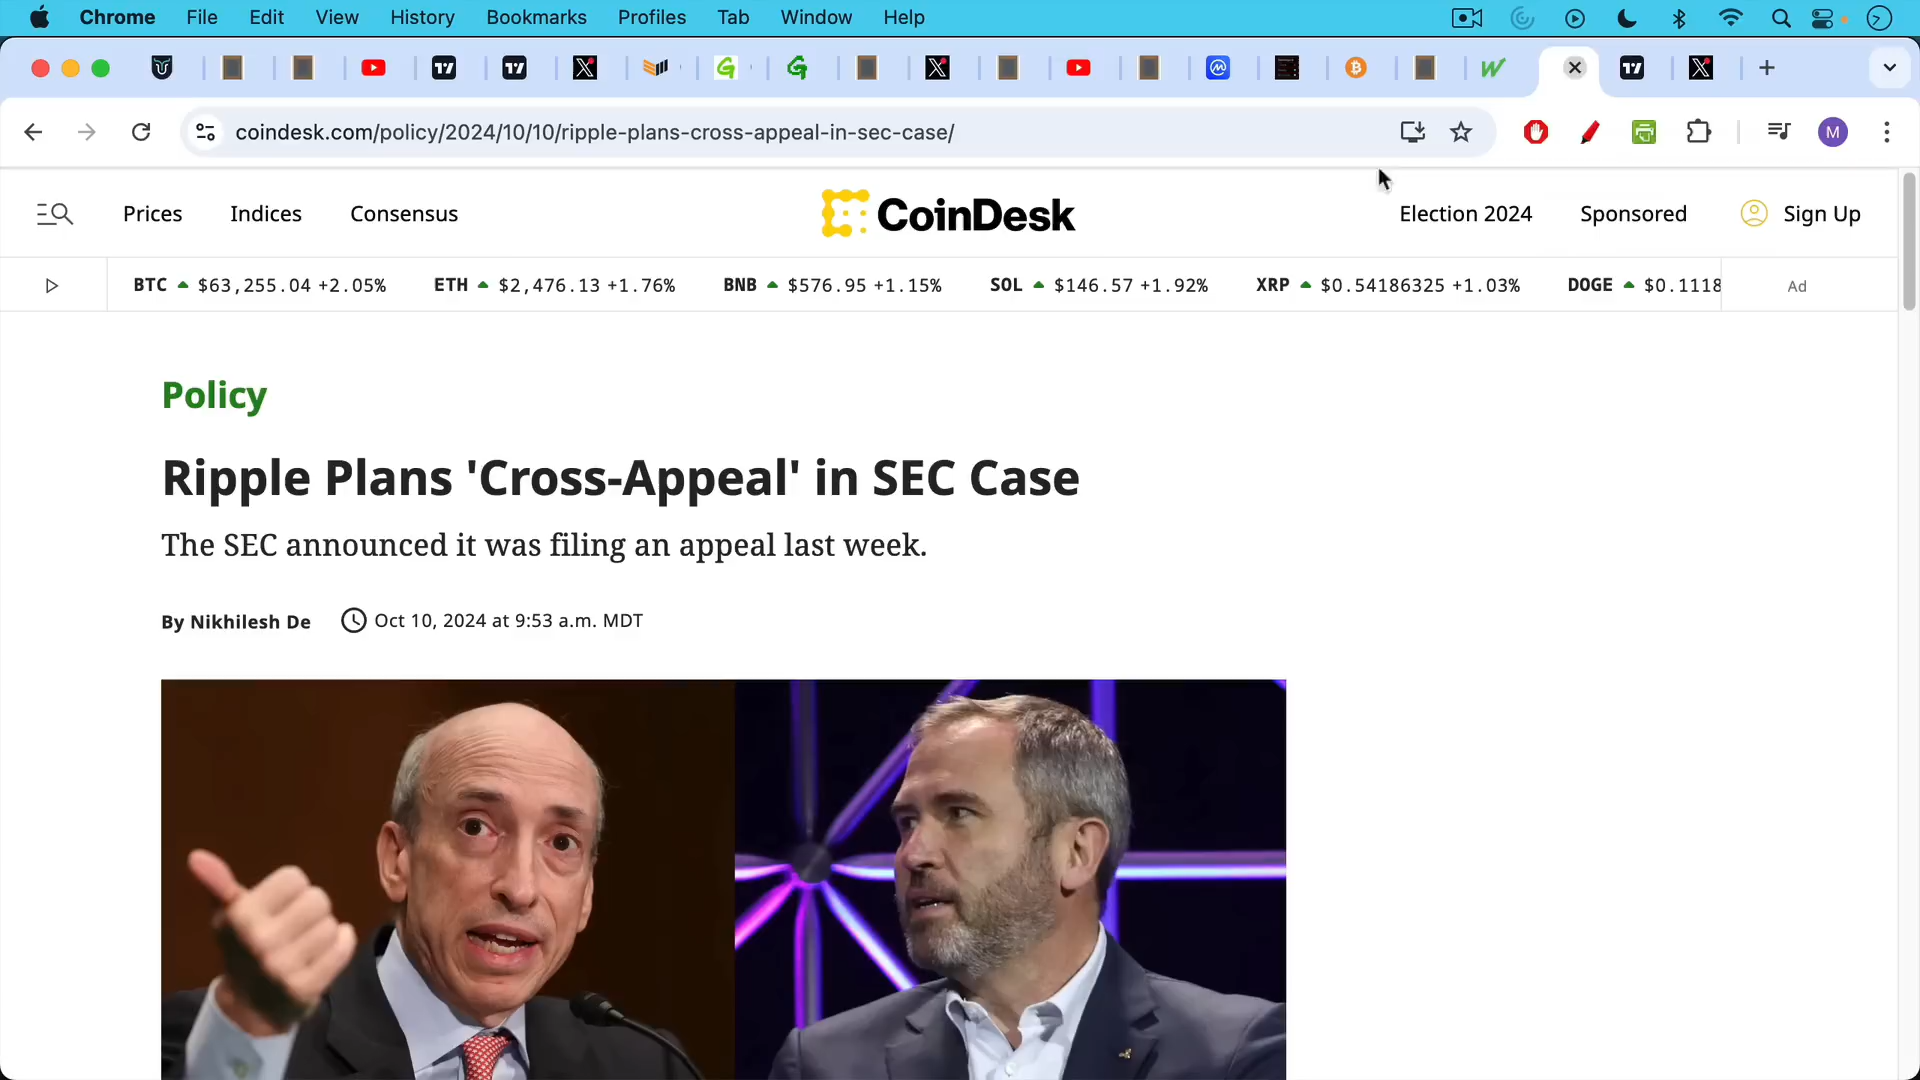 Chrome File Edit View History Bookmarks Profiles Tab Window Help
coindesk.com/policy/2024/10/10/ripple-plans-cross-appeal-in-sec-case/
M
Prices Indices Consensus CoinDesk Election 2024 Sponsored Sign Up
BTC $63,255.04 +2.05% ETH $2,476.13 +1.76% BNB $576.95 +1.15% SOL $146.57 +1.92% XRP $0.54186325 +1.03% DOGE $0.1118 Ad
Policy
Ripple Plans 'Cross-Appeal' in SEC Case
The SEC announced it was filing an appeal last week.
By Nikhilesh De Oct 10, 2024 at 9:53 a.m. MDT